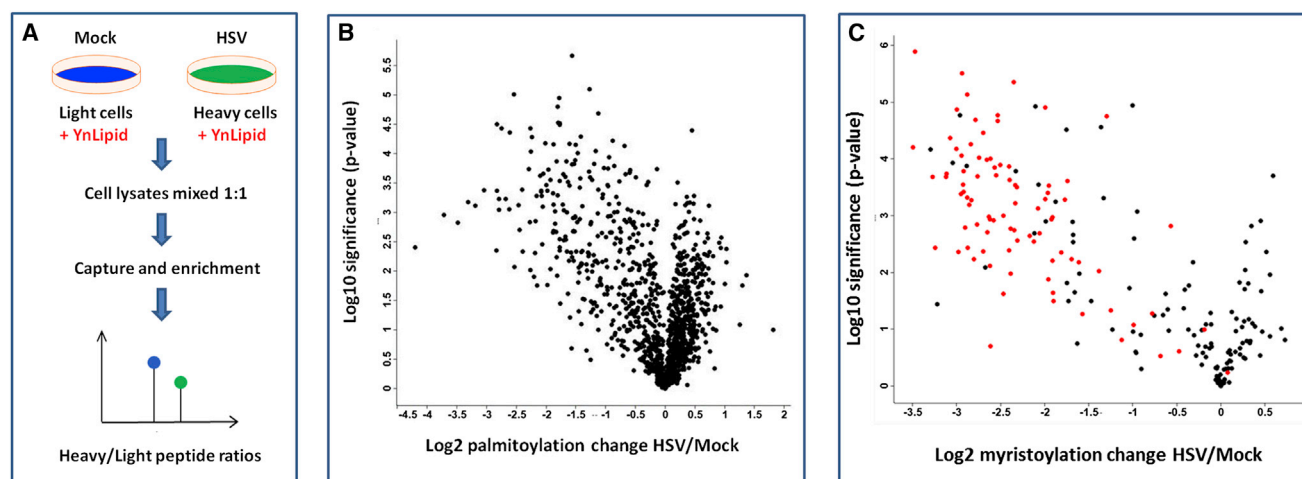 A
Mock HSV
Light cells Heavy cells
+ YnLipid + YnLipid
Cell lysates mixed 1:1
Capture and enrichment
Heavy/Light peptide ratios
B
Log10 significance (p-value)
5.5
5
4.5
4
3.5
3
2.5
2
1.5
1
0.5
0
-4.5 -4 -3.5 -3 -2.5 -2 -1.5 -0.5 0 0.5 1 1.5 2
Log2 palmitoylation change HSV/Mock
C
Log10 significance (p-value)
6
5
4
3
2
1
0
-3.5 -3 -2.5 -2 -1.5 -1 -0.5 0 0.5
Log2 myristoylation change HSV/Mock